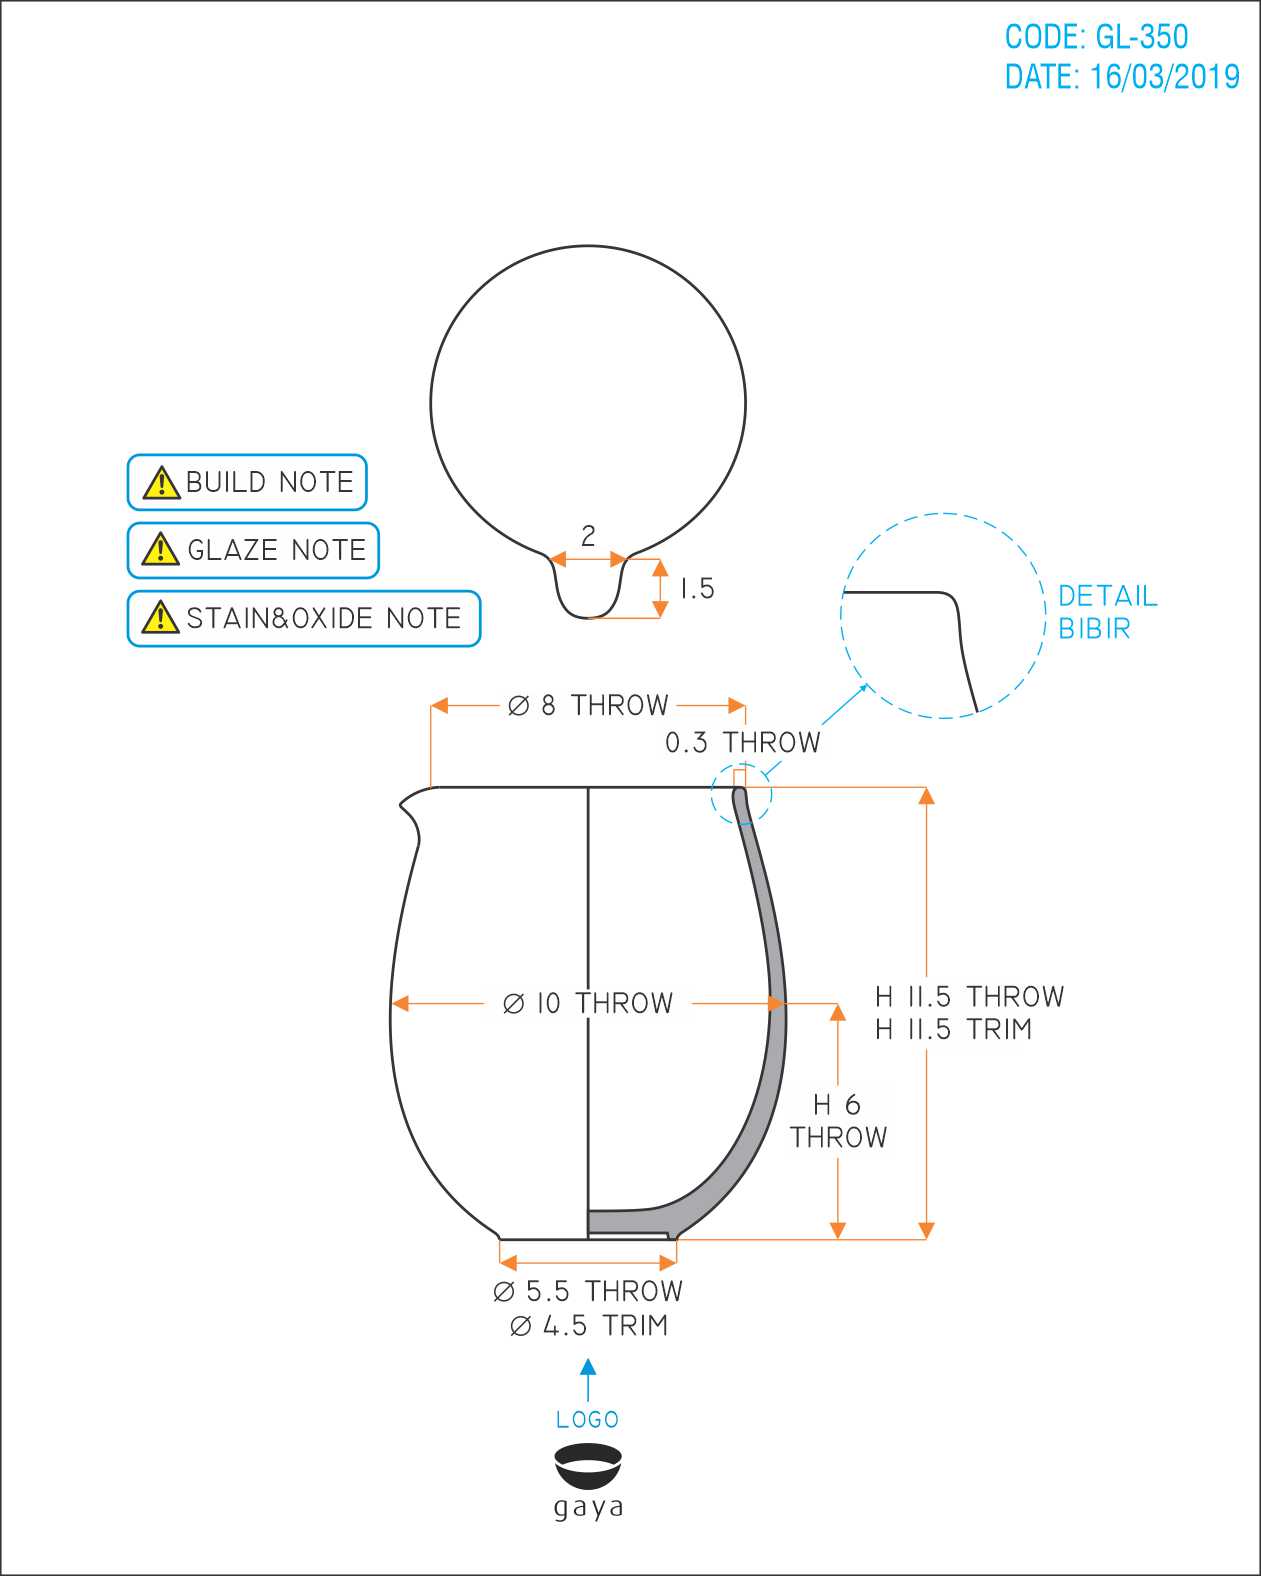 CODE: GL-350
DATE: 16/03/2019
BUILD NOTE
GLAZE NOTE
STAIN&OXIDE NOTE
2
1.5
DETAIL
BIBIR
Ø 8 THROW
0.3 THROW
Ø 10 THROW
H 11.5 THROW
H 11.5 TRIM
H 6
THROW
Ø 5.5 THROW
Ø 4.5 TRIM
LOGO
gaya